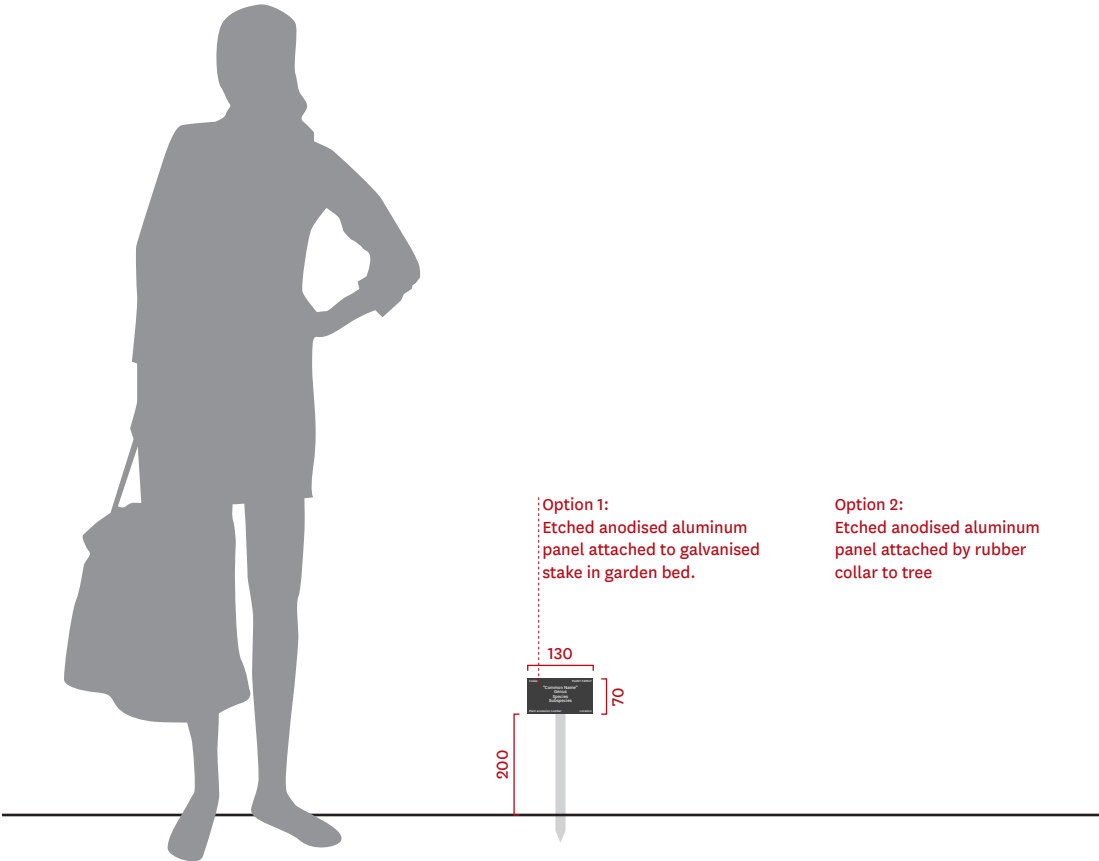 Option 1:
Etched anodised aluminum
panel attached to galvanised
stake in garden bed.
Option 2:
Etched anodised aluminum
panel attached by rubber
collar to tree
130
70
"Common Name"
Genus
Species
Subspecies
200